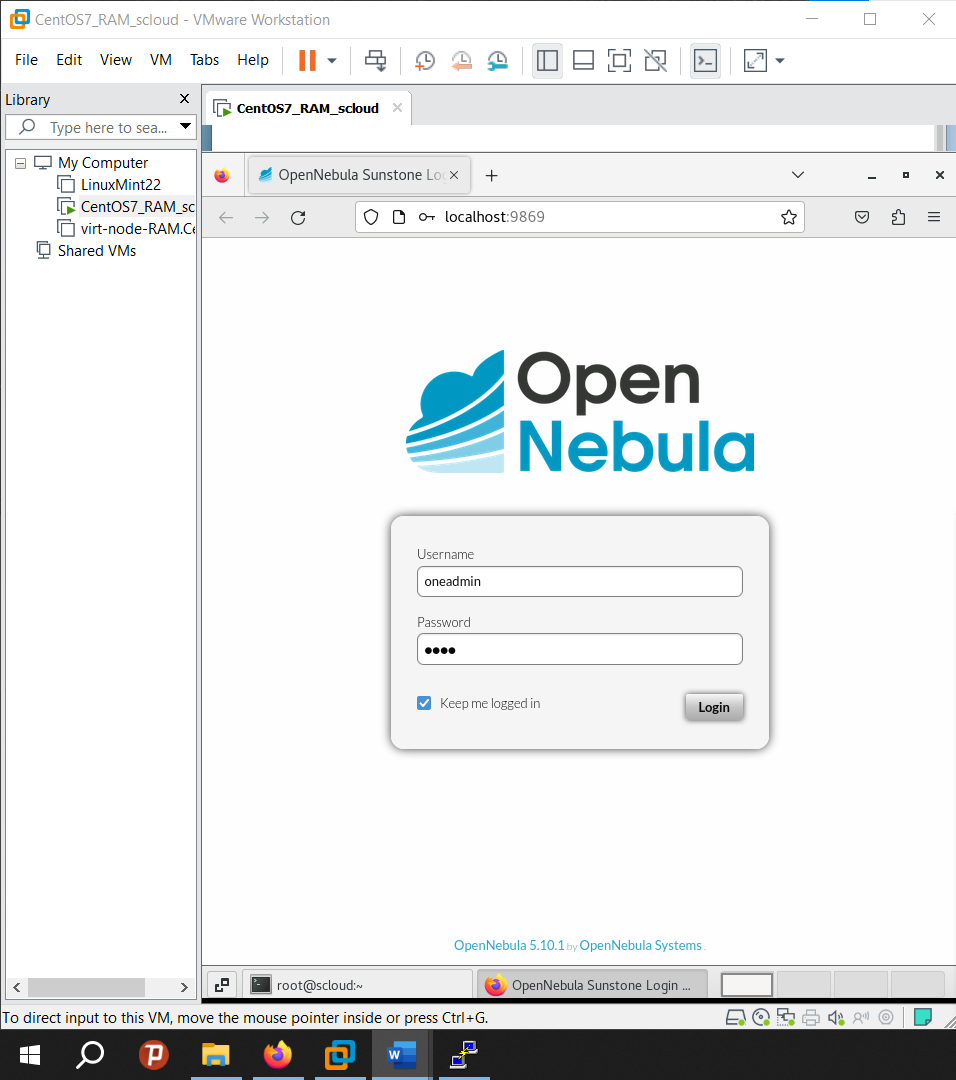 CentOS7_RAM_scloud - VMware Workstation
File Edit View VM Tabs Help
Library
Type here to sea...
My Computer
LinuxMint22
CentOS7_RAM_sc
virt-node-RAM.Ce
Shared VMs
CentOS7_RAM_scloud
OpenNebula Sunstone Lo
localhost:9869
Open
Nebula
Username
oneadmin
Password
••••
Keep me logged in
Login
OpenNebula 5.10.1 by OpenNebula Systems .
root@scloud:~
OpenNebula Sunstone Login ...
To direct input to this VM, move the mouse pointer inside or press Ctrl+G.